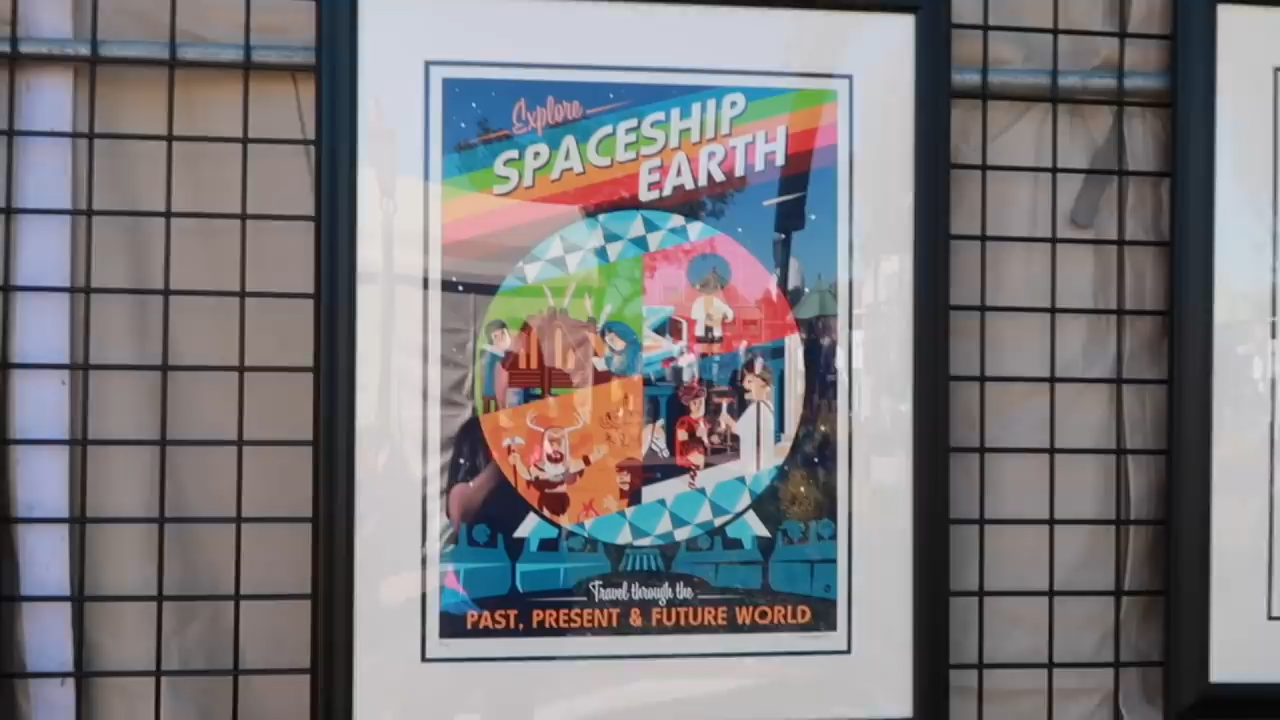 Explore
SPACESHIP
EARTH
Travel through the
PAST, PRESENT & FUTURE WORLD